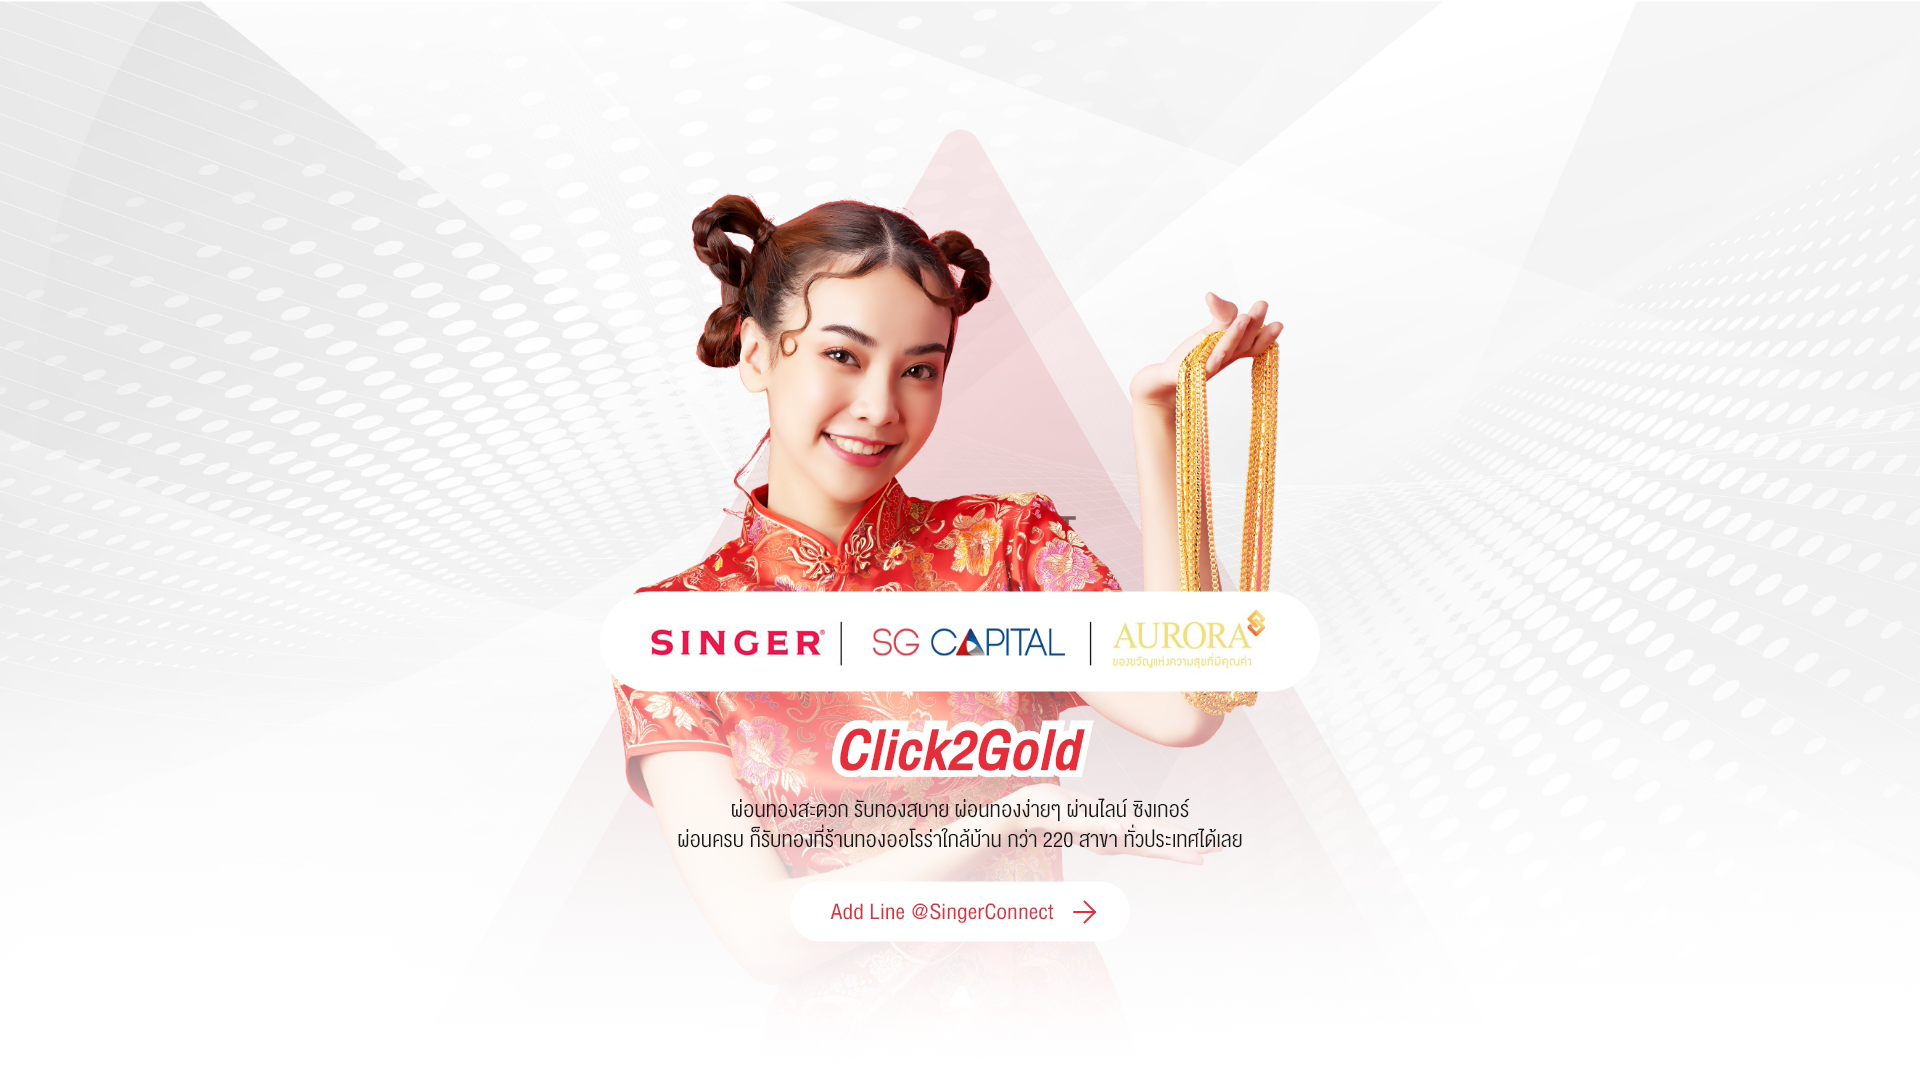 SINGER®
SG CAPITAL
AURORA
ของขวัญแห่งความสุขที่มีคุณค่า
Click2Gold
ผ่อนทองสะดวก รับทองสบาย ผ่อนทองง่ายๆ ผ่านไลน์ ซิงเกอร์
ผ่อนครบ ก็รับทองที่ร้านทองออโรร่าใกล้บ้าน กว่า 220 สาขา ทั่วประเทศได้เลย
Add Line @SingerConnect